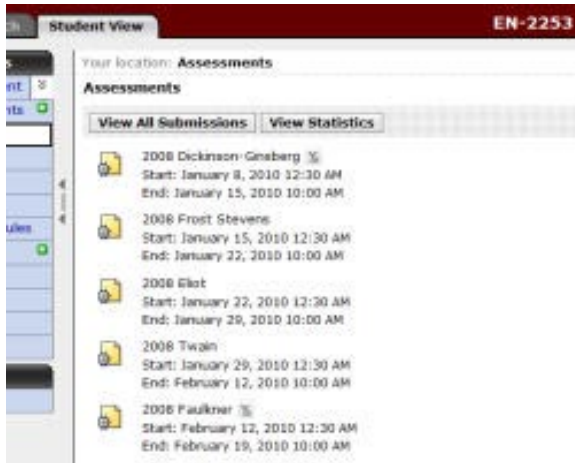 Student View
EN-2253
Your location: Assessments
Assessments
View All Submissions View Statistics
2008 Dickinson-Ginsberg
Start: January 8, 2010 12:30 AM
End: January 15, 2010 10:00 AM
2008 Frost Stevens
Start: January 15, 2010 12:30 AM
End: January 22, 2010 10:00 AM
2008 Eliot
Start: January 22, 2010 12:30 AM
End: January 29, 2010 10:00 AM
2008 Twain
Start: January 29, 2010 12:30 AM
End: February 12, 2010 10:00 AM
2008 Faulkner
Start: February 12, 2010 12:30 AM
End: February 19, 2010 10:00 AM